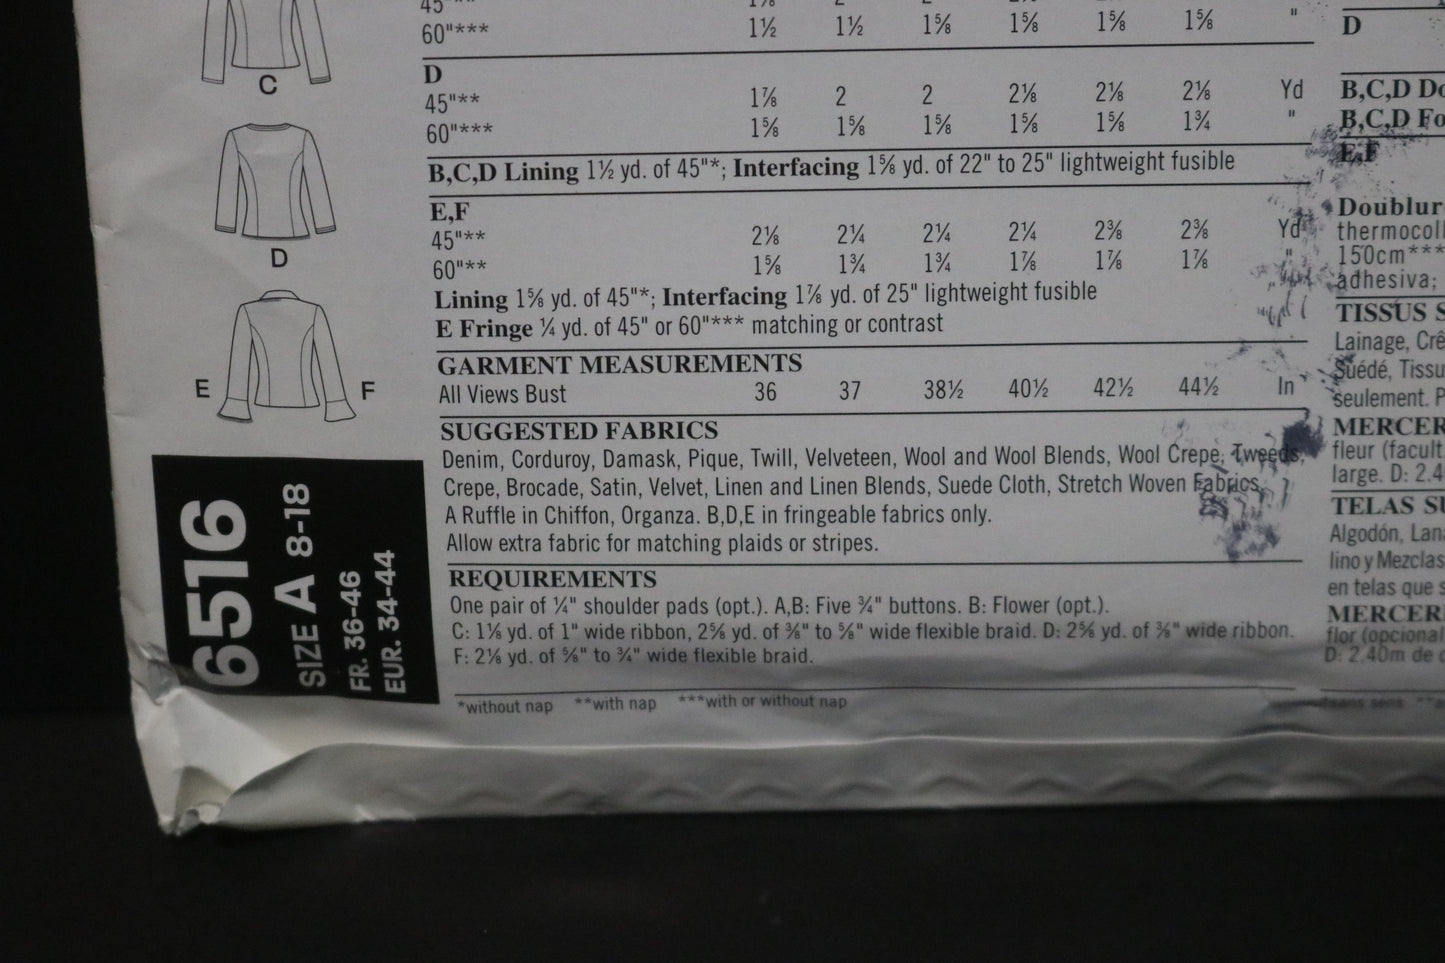 C
D
E
F
6516
SIZE A 8-18
FR. 36-46
EUR. 34-44
45"**
60"*** 1½ 1½ 1⅝ 1⅝ 1⅝ 1⅝ "
D
45"** 1⅞ 2 2 2⅛ 2⅛ 2⅛ Yd
60"*** 1⅝ 1⅝ 1⅝ 1⅝ 1⅝ 1¾ "
B,C,D Lining 1½ yd. of 45"*; Interfacing 1⅝ yd. of 22" to 25" lightweight fusible
E,F
45"** 2⅛ 2¼ 2¼ 2¼ 2⅜ 2⅜ Yd
60"** 1⅝ 1¾ 1¾ 1⅞ 1⅞ 1⅞ "
Lining 1⅝ yd. of 45"*; Interfacing 1⅞ yd. of 25" lightweight fusible
E Fringe ¼ yd. of 45" or 60"*** matching or contrast
GARMENT MEASUREMENTS
All Views Bust 36 37 38½ 40½ 42½ 44½ In
SUGGESTED FABRICS
Denim, Corduroy, Damask, Pique, Twill, Velveteen, Wool and Wool Blends, Wool Crepe, Tweeds,
Crepe, Brocade, Satin, Velvet, Linen and Linen Blends, Suede Cloth, Stretch Woven Fabrics.
A Ruffle in Chiffon, Organza. B,D,E in fringeable fabrics only.
Allow extra fabric for matching plaids or stripes.
REQUIREMENTS
One pair of ¼" shoulder pads (opt.). A,B: Five ¾" buttons. B: Flower (opt.).
C: 1⅛ yd. of 1" wide ribbon, 2⅝ yd. of ⅜" to ⅝" wide flexible braid. D: 2⅝ yd. of ⅜" wide ribbon.
F: 2⅛ yd. of ⅝" to ¾" wide flexible braid.
*without nap **with nap ***with or without nap
D
B,C,D Do
B,C,D Fo
E,F
Doublur
thermocoll
150cm***
adhesiva;
TISSUS S
Lainage, Crê
Suédé, Tissu
seulement. P
MERCER
fleur (facult
large. D: 2.4
TELAS SU
Algodón, Lan
lino y Mezclas
en telas que s
MERCER
flor (opcional
D: 2.40m de
sans sens